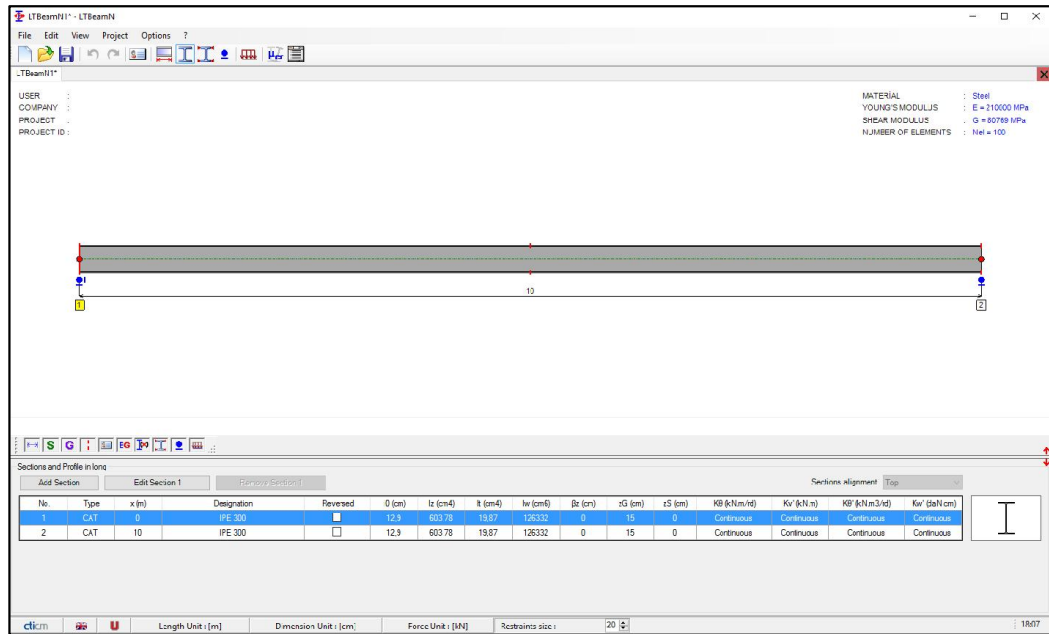 LTBeamN1* - LTBeamN
File Edit View Project Options ?
LTBeamN1*
USER :
COMPANY :
PROJECT :
PROJECT ID :
MATERIAL : Steel
YOUNG'S MODULUS : E = 210000 MPa
SHEAR MODULUS : G = 80769 MPa
NUMBER OF ELEMENTS : Nel = 100
10
1
2
S G EG
Sections and Profile in long
Add Section Edit Section 1 Remove Section 1 Sections alignment Top
No. Type x (m) Designation Reversed Iz (cm4) It (cm4) Iw (cm6) βz (cm) zG (cm) zS (cm) Kθ (kN.m/rd) Kv' (kN.m) Kθ' (kN.m3/rd) Kw' (daN.cm)
1 CAT 0 IPE 300 12,9 603 78 19,87 126332 0 15 0 Continuous Continuous Continuous Continuous
2 CAT 10 IPE 300 12,9 603 78 19,87 126332 0 15 0 Continuous Continuous Continuous Continuous
cticm U Length Unit : [m] Dimension Unit : [cm] Force Unit : [kN] Restraints size : 20 18:07